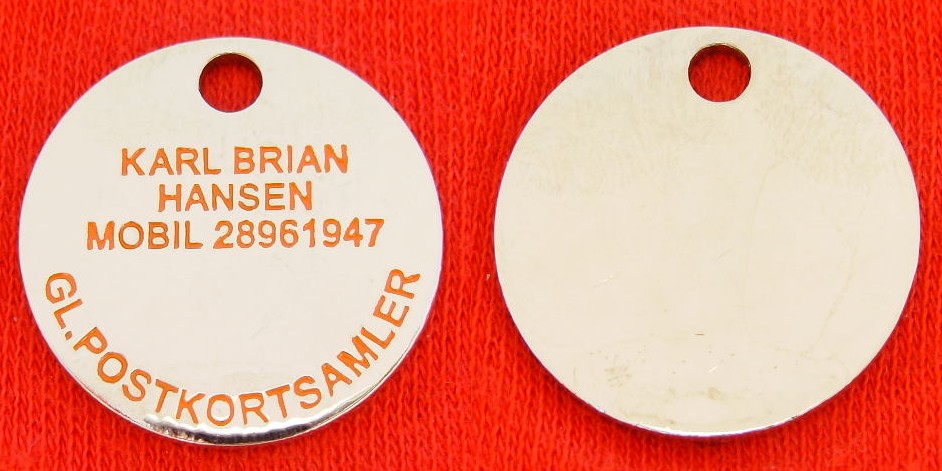 KARL BRIAN
HANSEN
MOBIL 28961947
GL.POSTKORTSAMLER